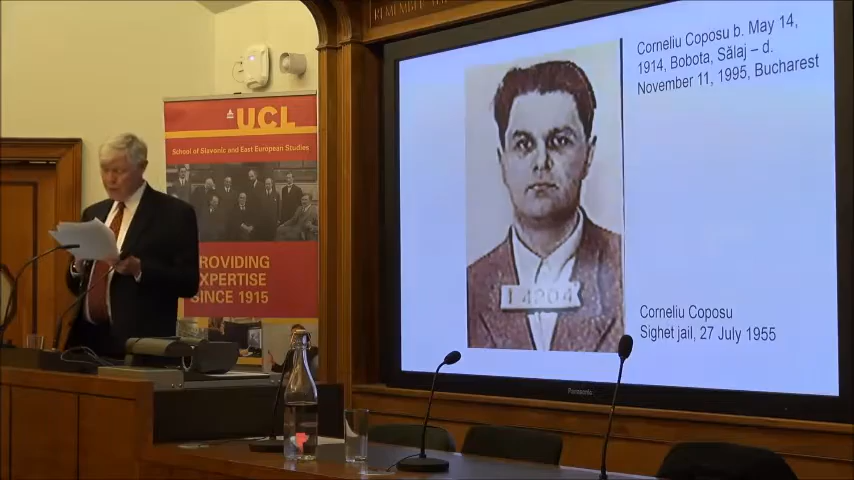 REMEMBER
UCL
School of Slavonic and East European Studies
PROVIDING
EXPERTISE
SINCE 1915
Corneliu Coposu b. May 14,
1914, Bobota, Sălaj – d.
November 11, 1995, Bucharest
14204
Corneliu Coposu
Sighet jail, 27 July 1955
Panasonic